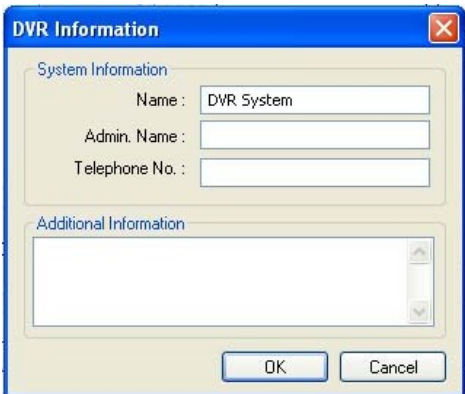 DVR Information
System Information
Name : DVR System
Admin. Name :
Telephone No. :
Additional Information
OK Cancel